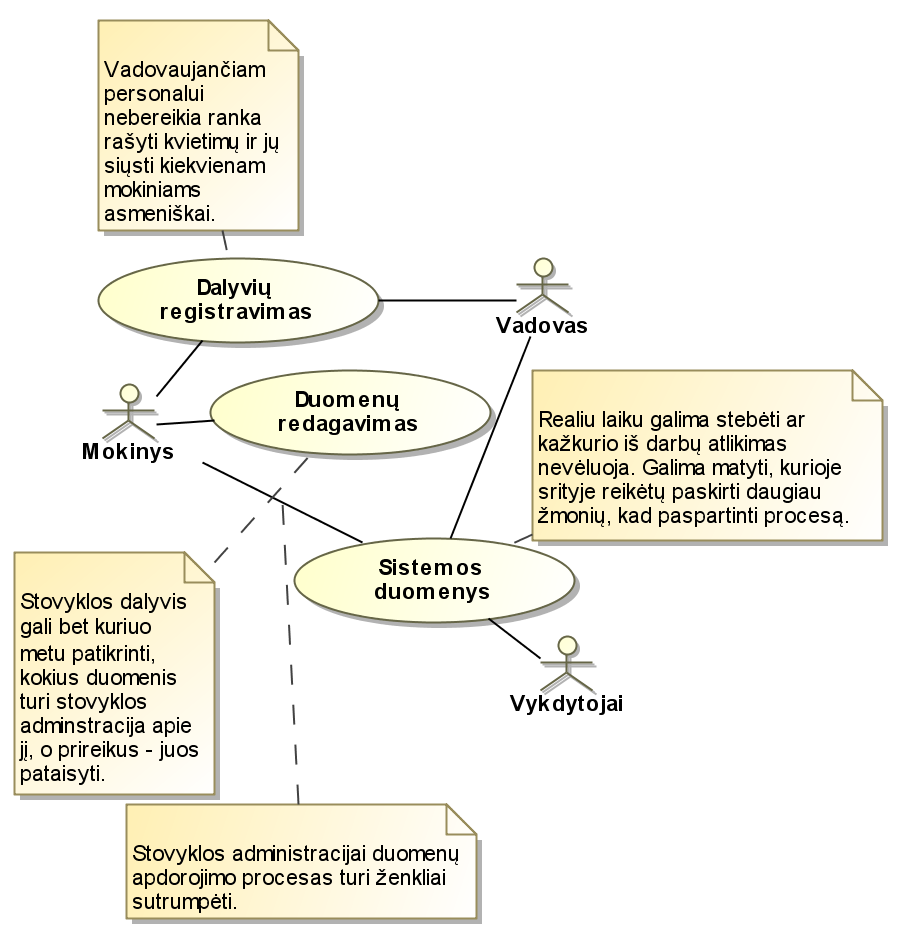 Vadovaujančiam
personalui
nebereikia ranka
rašyti kvietimų ir jų
siųsti kiekvienam
mokiniams
asmeniškai.
Dalyvių
registravimas
Vadovas
Duomenų
redagavimas
Mokinys
Realiu laiku galima stebėti ar
kažkurio iš darbų atlikimas
nevėluoja. Galima matyti, kurioje
srityje reikėtų paskirti daugiau
žmonių, kad paspartinti procesą.
Sistemos
duomenys
Stovyklos dalyvis
gali bet kuriuo
metu patikrinti,
kokius duomenis
turi stovyklos
adminstracija apie
jį, o prireikus - juos
pataisyti.
Vykdytojai
Stovyklos administracijai duomenų
apdorojimo procesas turi ženkliai
sutrumpėti.